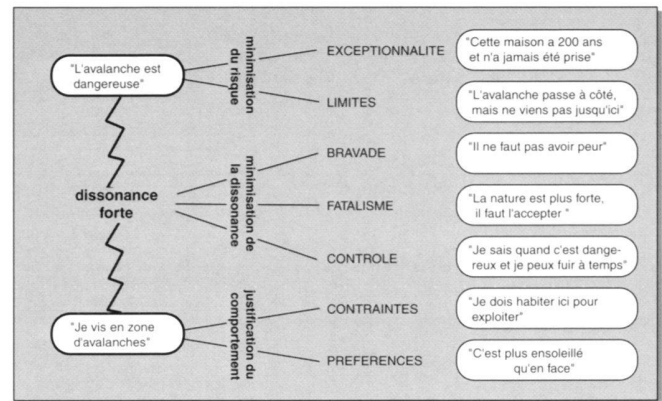 "L'avalanche est
dangereuse"
minimisation
du risque
EXCEPTIONNALITE
"Cette maison a 200 ans
et n'a jamais été prise"
LIMITES
"L'avalanche passe à côté,
mais ne viens pas jusqu'ici"
dissonance
forte
minimisation de
la dissonance
BRAVADE
"Il ne faut pas avoir peur"
FATALISME
"La nature est plus forte,
il faut l'accepter "
CONTROLE
"Je sais quand c'est dange-
reux et je peux fuir à temps"
"Je vis en zone
d'avalanches"
justification du
comportement
CONTRAINTES
"Je dois habiter ici pour
exploiter"
PREFERENCES
"C'est plus ensoleillé
qu'en face"